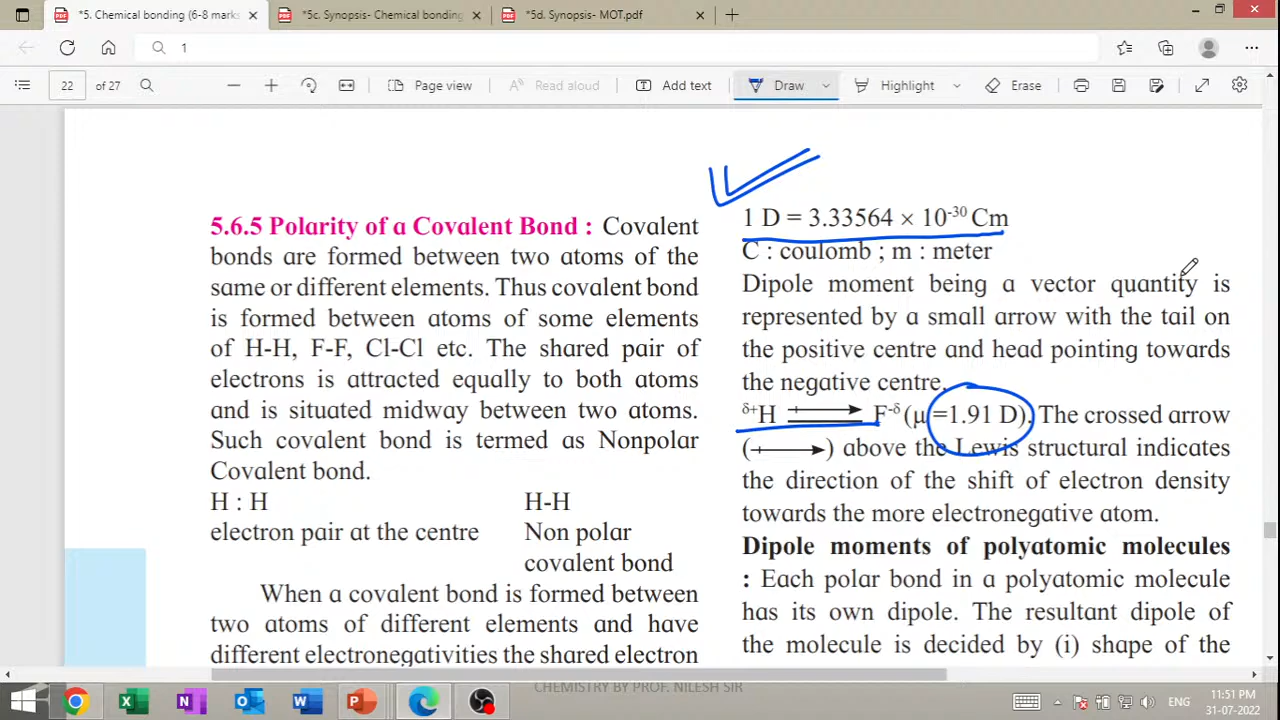 *5. Chemical bonding (6-8 mark
*5c. Synopsis- Chemical bonding
*5d. Synopsis- MOT.pdf
1
22 of 27
Page view
Read aloud
Add text
Draw
Highlight
Erase
5.6.5 Polarity of a Covalent Bond : Covalent
bonds are formed between two atoms of the
same or different elements. Thus covalent bond
is formed between atoms of some elements
of H-H, F-F, Cl-Cl etc. The shared pair of
electrons is attracted equally to both atoms
and is situated midway between two atoms.
Such covalent bond is termed as Nonpolar
Covalent bond.
H : H H-H
electron pair at the centre Non polar
covalent bond
When a covalent bond is formed between
two atoms of different elements and have
different electronegativities the shared electron
1 D = 3.33564 × 10⁻³⁰ Cm
C : coulomb ; m : meter
Dipole moment being a vector quantity is
represented by a small arrow with the tail on
the positive centre and head pointing towards
the negative centre.
δ+H F-δ (μ =1.91 D). The crossed arrow
( ) above the Lewis structural indicates
the direction of the shift of electron density
towards the more electronegative atom.
Dipole moments of polyatomic molecules
: Each polar bond in a polyatomic molecule
has its own dipole. The resultant dipole of
the molecule is decided by (i) shape of the
CHEMISTRY BY PROF. NILESH SIR
ENG
11:51 PM
31-07-2022